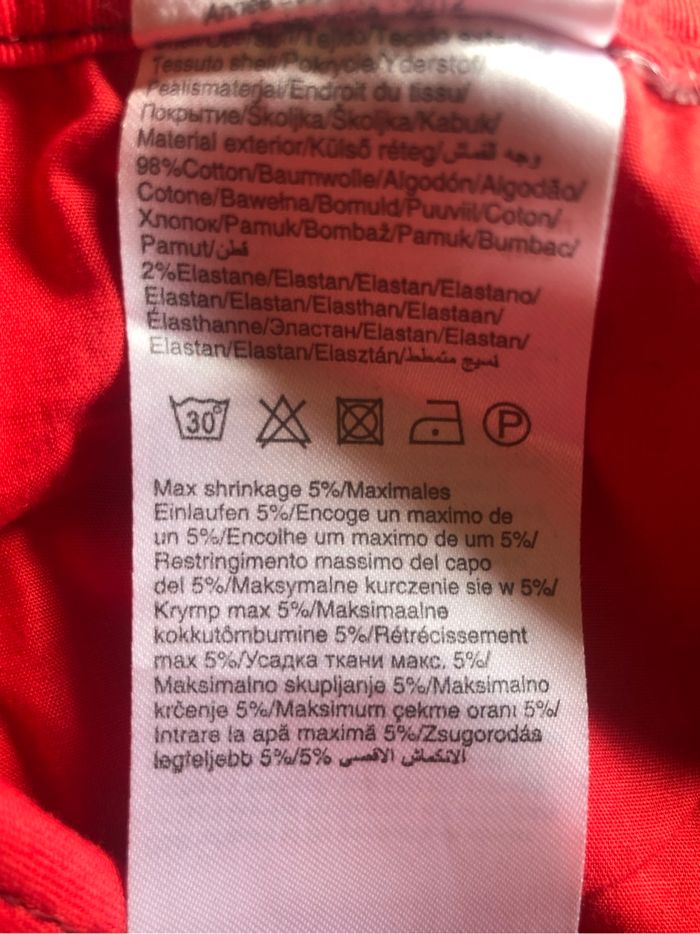 Tessuto shell/Pokrycie/Yderstof/
Pealismaterjal/Endroit du tissu/
Покрытие/Školjka/Školjka/Kabuk/
Material exterior/Külső réteg/وجه القمش
98%Cotton/Baumwolle/Algodón/Algodão/
Cotone/Bawełna/Bomuld/Puuvill/Coton/
Хлопок/Pamuk/Bombaž/Pamuk/Bumbac/
Pamut/قطن
2%Elastane/Elastan/Elastan/Elastano/
Elastan/Elastan/Elasthan/Elastaan/
Élasthanne/Эластан/Elastan/Elastan/
Elastan/Elastan/Elasztán/نسيج متمطط
30° P
Max shrinkage 5%/Maximales
Einlaufen 5%/Encoge un maximo de
un 5%/Encolhe um maximo de um 5%/
Restringimento massimo del capo
del 5%/Maksymalne kurczenie sie w 5%/
Krymp max 5%/Maksimaalne
kokkutõmbumine 5%/Rétrécissement
max 5%/Усадка ткани макс. 5%/
Maksimalno skupljanje 5%/Maksimalno
krčenje 5%/Maksimum çekme oranı 5%/
Intrare la apă maximă 5%/Zsugorodás
legfeljebb 5%/5% الانكماش الاقصى